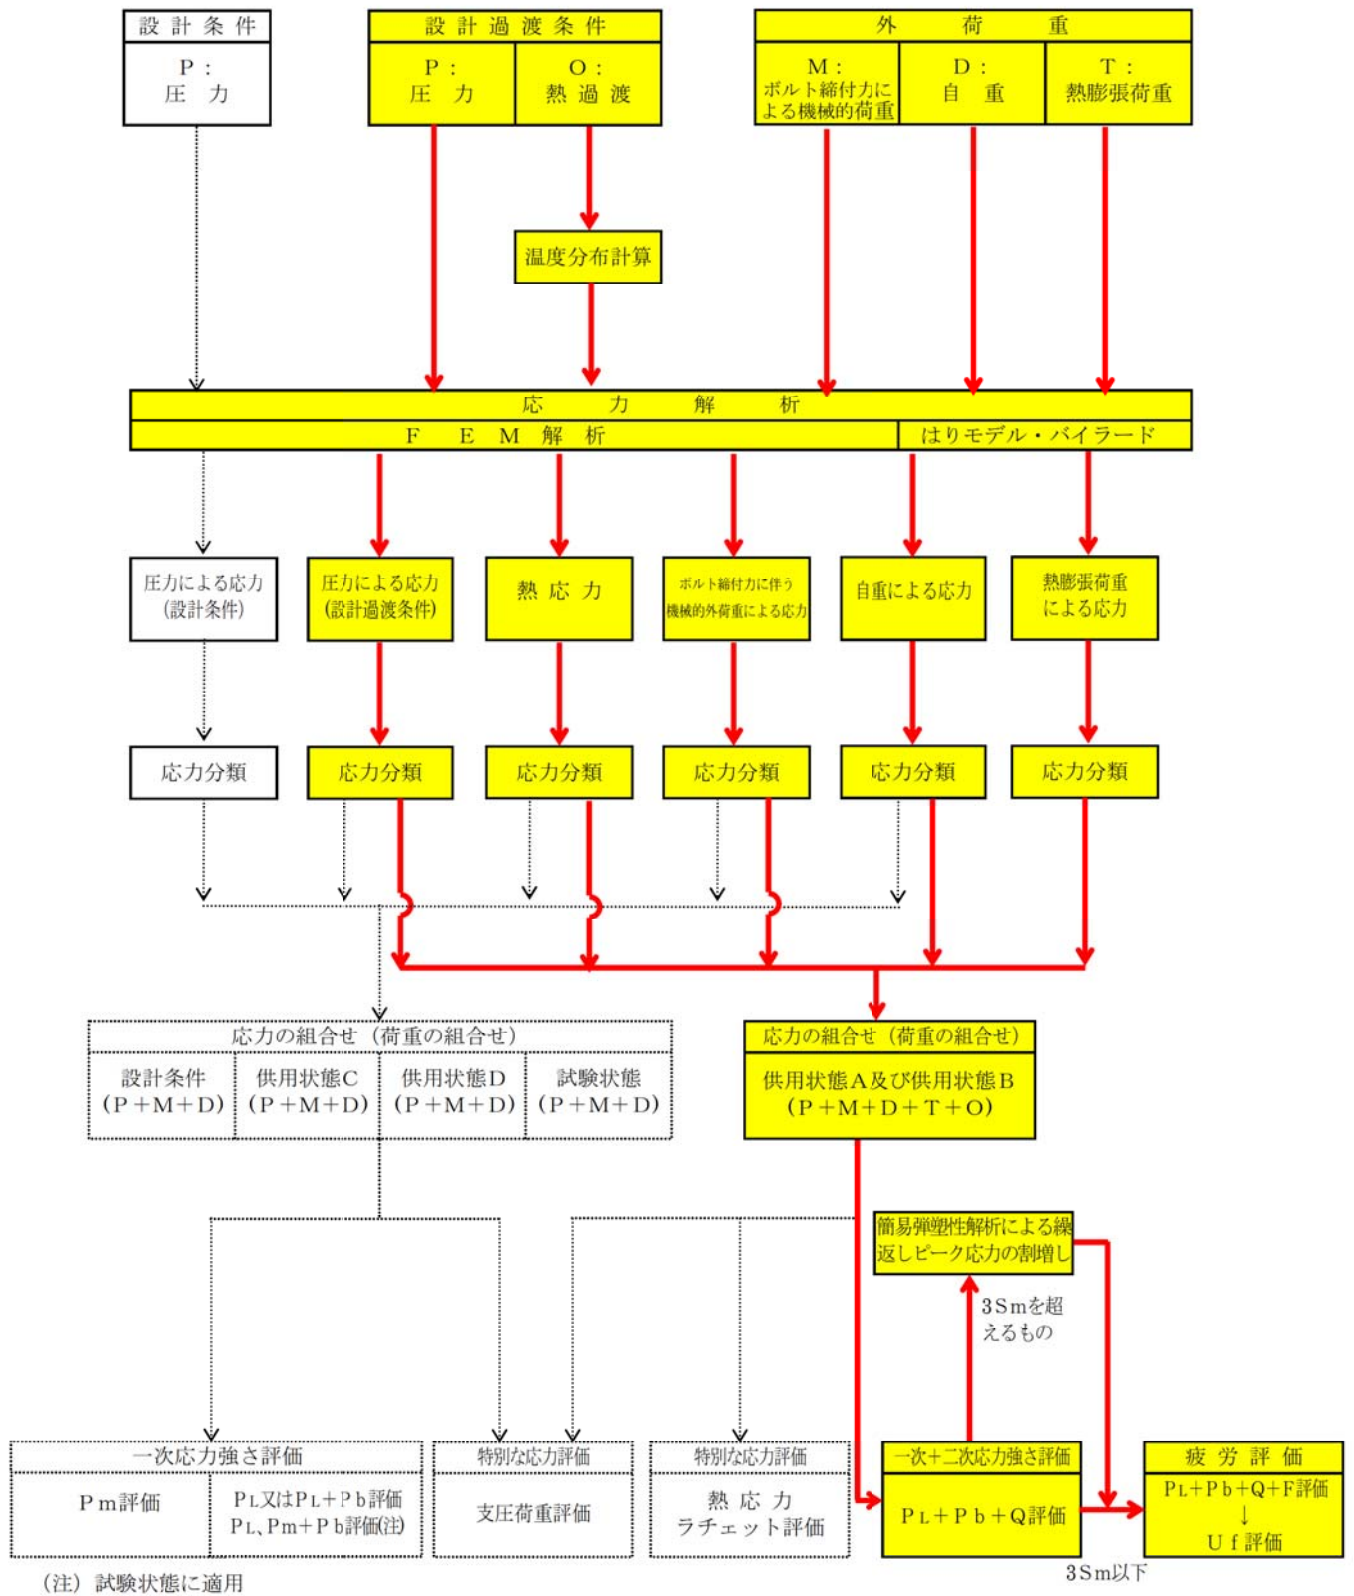 設計条件
P：
圧力
設計過渡条件
P：
圧力
O：
熱過渡
外荷重
M：
ボルト締付力に
よる機械的荷重
D：
自重
T：
熱膨張荷重
温度分布計算
応力解析
FEM解析
はりモデル・バイラード
圧力による応力
(設計条件)
圧力による応力
(設計過渡条件)
熱応力
ボルト締付力に伴う
機械的外荷重による応力
自重による応力
熱膨張荷重
による応力
応力分類
応力分類
応力分類
応力分類
応力分類
応力分類
応力の組合せ（荷重の組合せ）
設計条件
(P+M+D)
供用状態C
(P+M+D)
供用状態D
(P+M+D)
試験状態
(P+M+D)
応力の組合せ（荷重の組合せ）
供用状態A及び供用状態B
(P+M+D+T+O)
簡易弾塑性解析による繰
返しピーク応力の割増し
3Smを超
えるもの
一次応力強さ評価
Pm評価
PL又はPL+Pb評価
PL、Pm+Pb評価(注)
特別な応力評価
支圧荷重評価
特別な応力評価
熱応力
ラチェット評価
一次+二次応力強さ評価
PL+Pb+Q評価
疲労評価
PL+Pb+Q+F評価
↓
Uf評価
3Sm以下
(注) 試験状態に適用